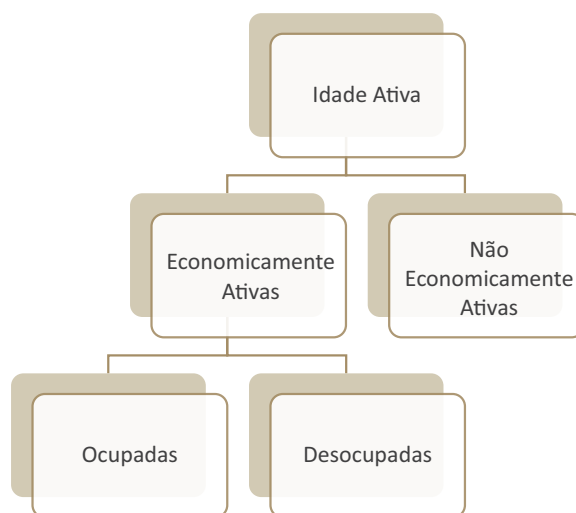 Idade Ativa
Economicamente
Ativas
Não
Economicamente
Ativas
Ocupadas
Desocupadas